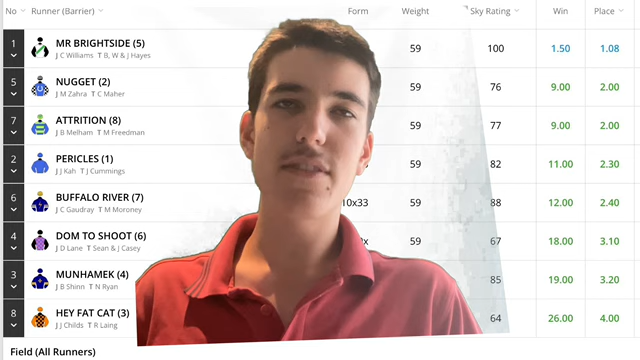 No Runner (Barrier) Form Weight Sky Rating Win Place
1 MR BRIGHTSIDE (5) 59 100 1.50 1.08
J C Williams T B, W & J Hayes
5 NUGGET (2) 59 76 9.00 2.00
J M Zahra T C Maher
7 ATTRITION (8) 59 77 9.00 2.00
J B Melham T M Freedman
2 PERICLES (1) 59 82 11.00 2.30
J J Kah T J Cummings
6 BUFFALO RIVER (7) 10x33 59 88 12.00 2.40
J C Gaudray T M Moroney
4 DOM TO SHOOT (6) x 59 67 18.00 3.10
J D Lane T Sean & J Casey
3 MUNHAMEK (4) 85 19.00 3.20
J B Shinn T N Ryan
8 HEY FAT CAT (3) 64 26.00 4.00
J J Childs T R Laing
Field (All Runners)